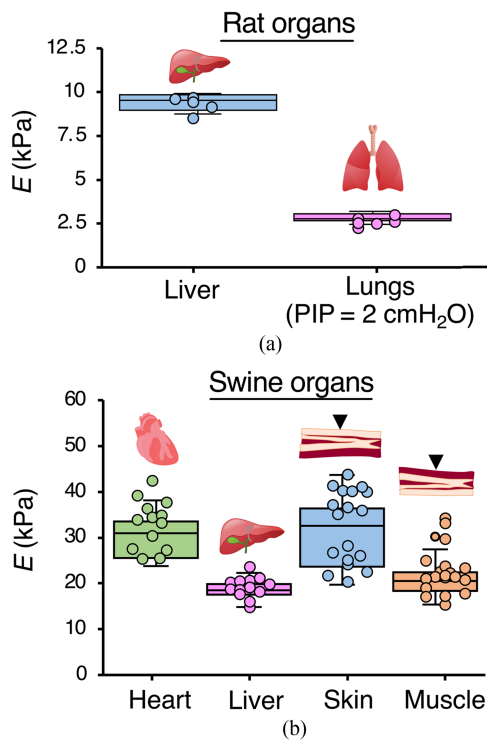 Rat organs
12.5
10
7.5
5
2.5
0
E (kPa)
Liver
Lungs
(PIP = 2 cmH₂O)
(a)
Swine organs
60
50
40
30
20
10
0
E (kPa)
Heart
Liver
Skin
Muscle
(b)